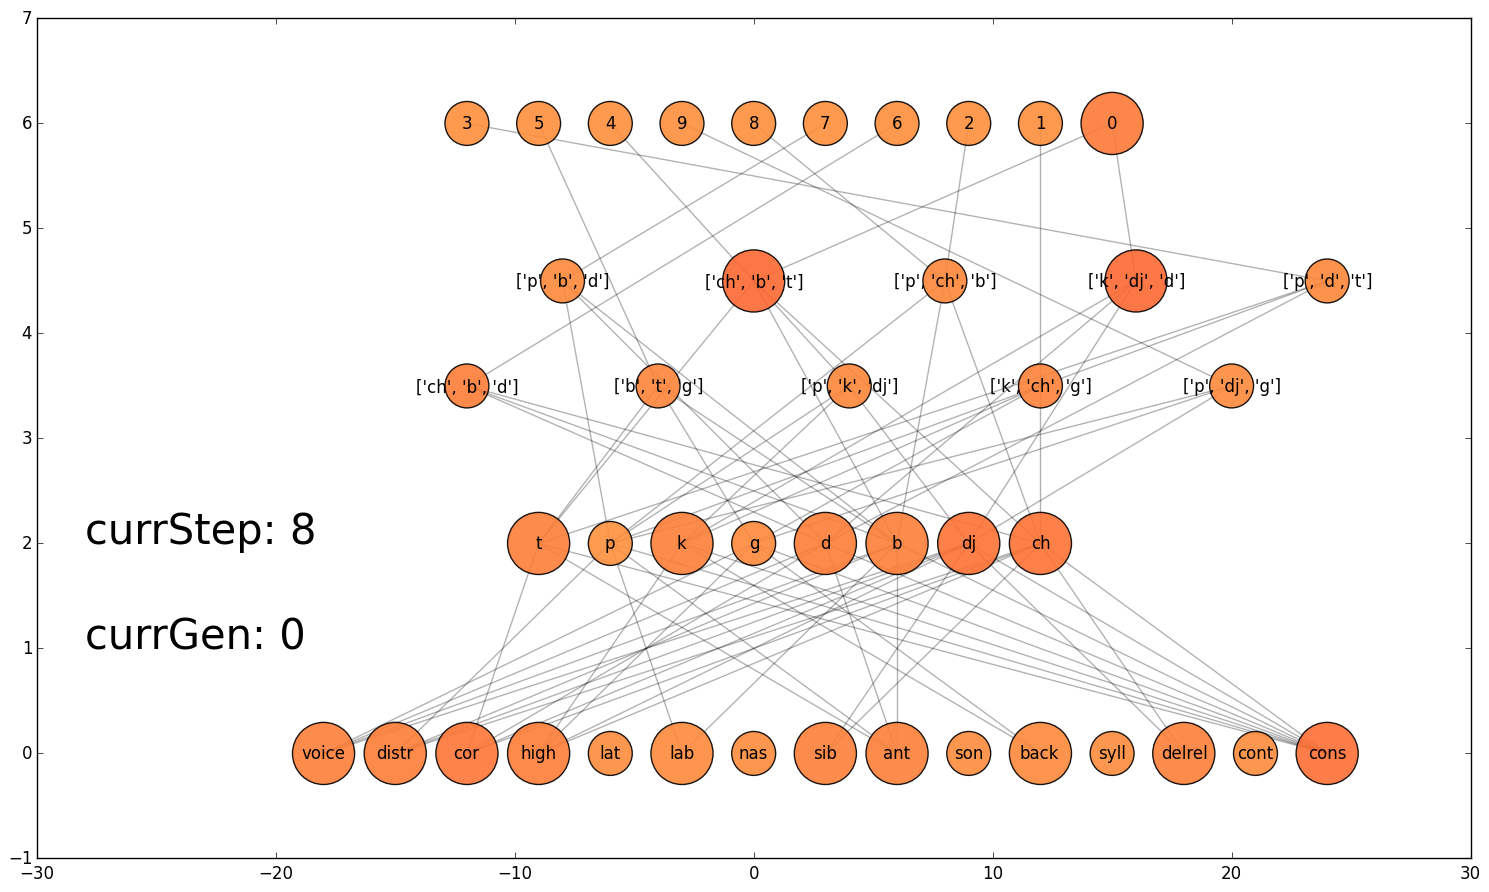 7
6
3 5 4 9 8 7 6 2 1 0
5
['p', 'b', 'd'] ['ch', 'b', 't'] ['p', 'ch', 'b'] ['k', 'dj', 'd'] ['p', 'd', 't']
4
['ch', 'b', 'd'] ['b', 't', 'g'] ['p', 'k', 'dj'] ['k', 'ch', 'g'] ['p', 'dj', 'g']
3
currStep: 8
2
t p k g d b dj ch
currGen: 0
1
0
voice distr cor high lat lab nas sib ant son back syll delrel cont cons
−1
−30 −20 −10 0 10 20 30